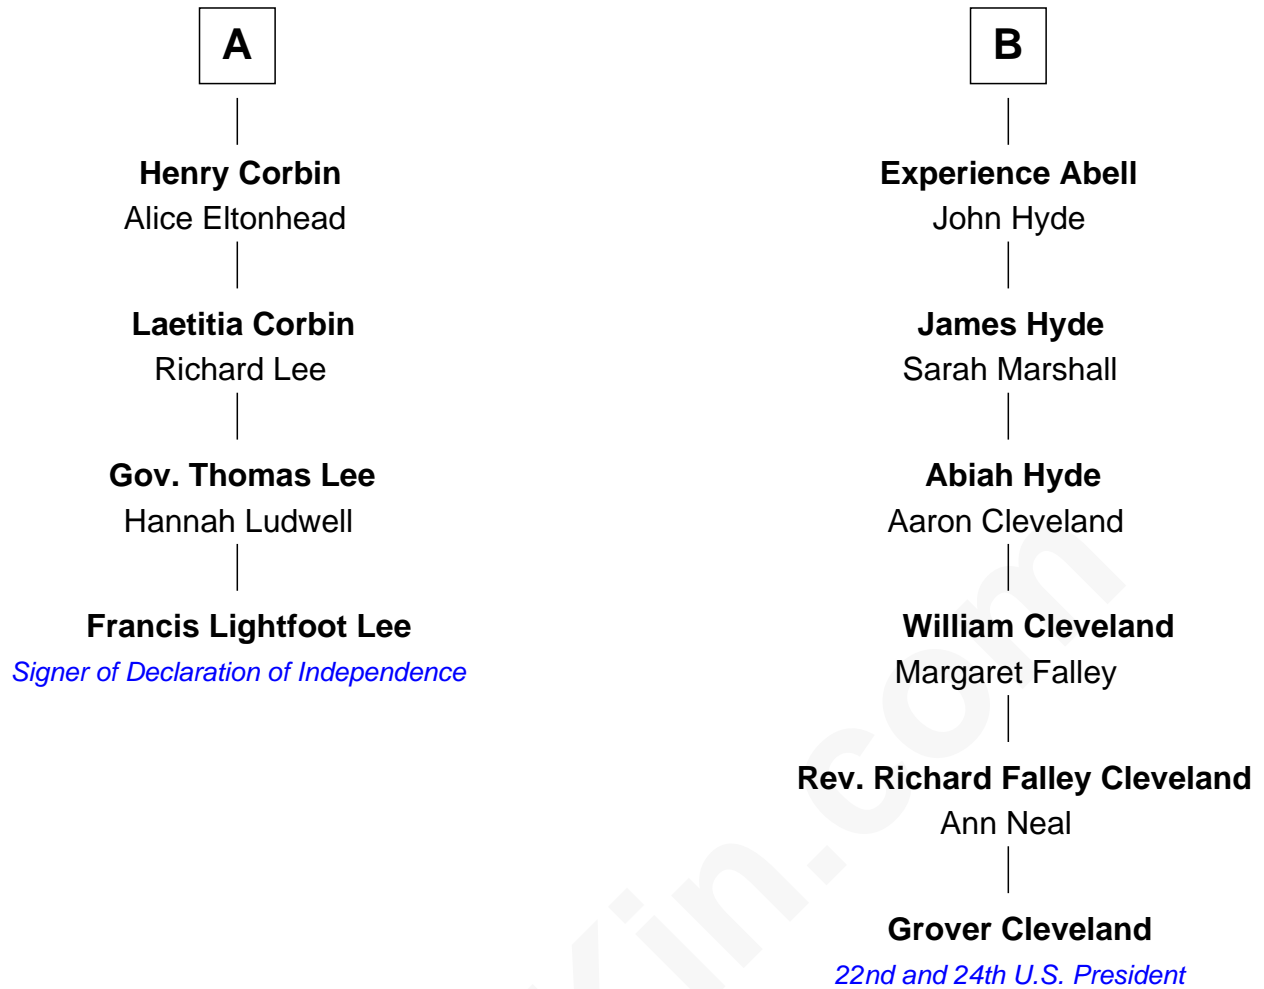 A
Henry Corbin
Alice Eltonhead
Laetitia Corbin
Richard Lee
Gov. Thomas Lee
Hannah Ludwell
Francis Lightfoot Lee
Signer of Declaration of Independence
B
Experience Abell
John Hyde
James Hyde
Sarah Marshall
Abiah Hyde
Aaron Cleveland
William Cleveland
Margaret Falley
Rev. Richard Falley Cleveland
Ann Neal
Grover Cleveland
22nd and 24th U.S. President
Kin.com